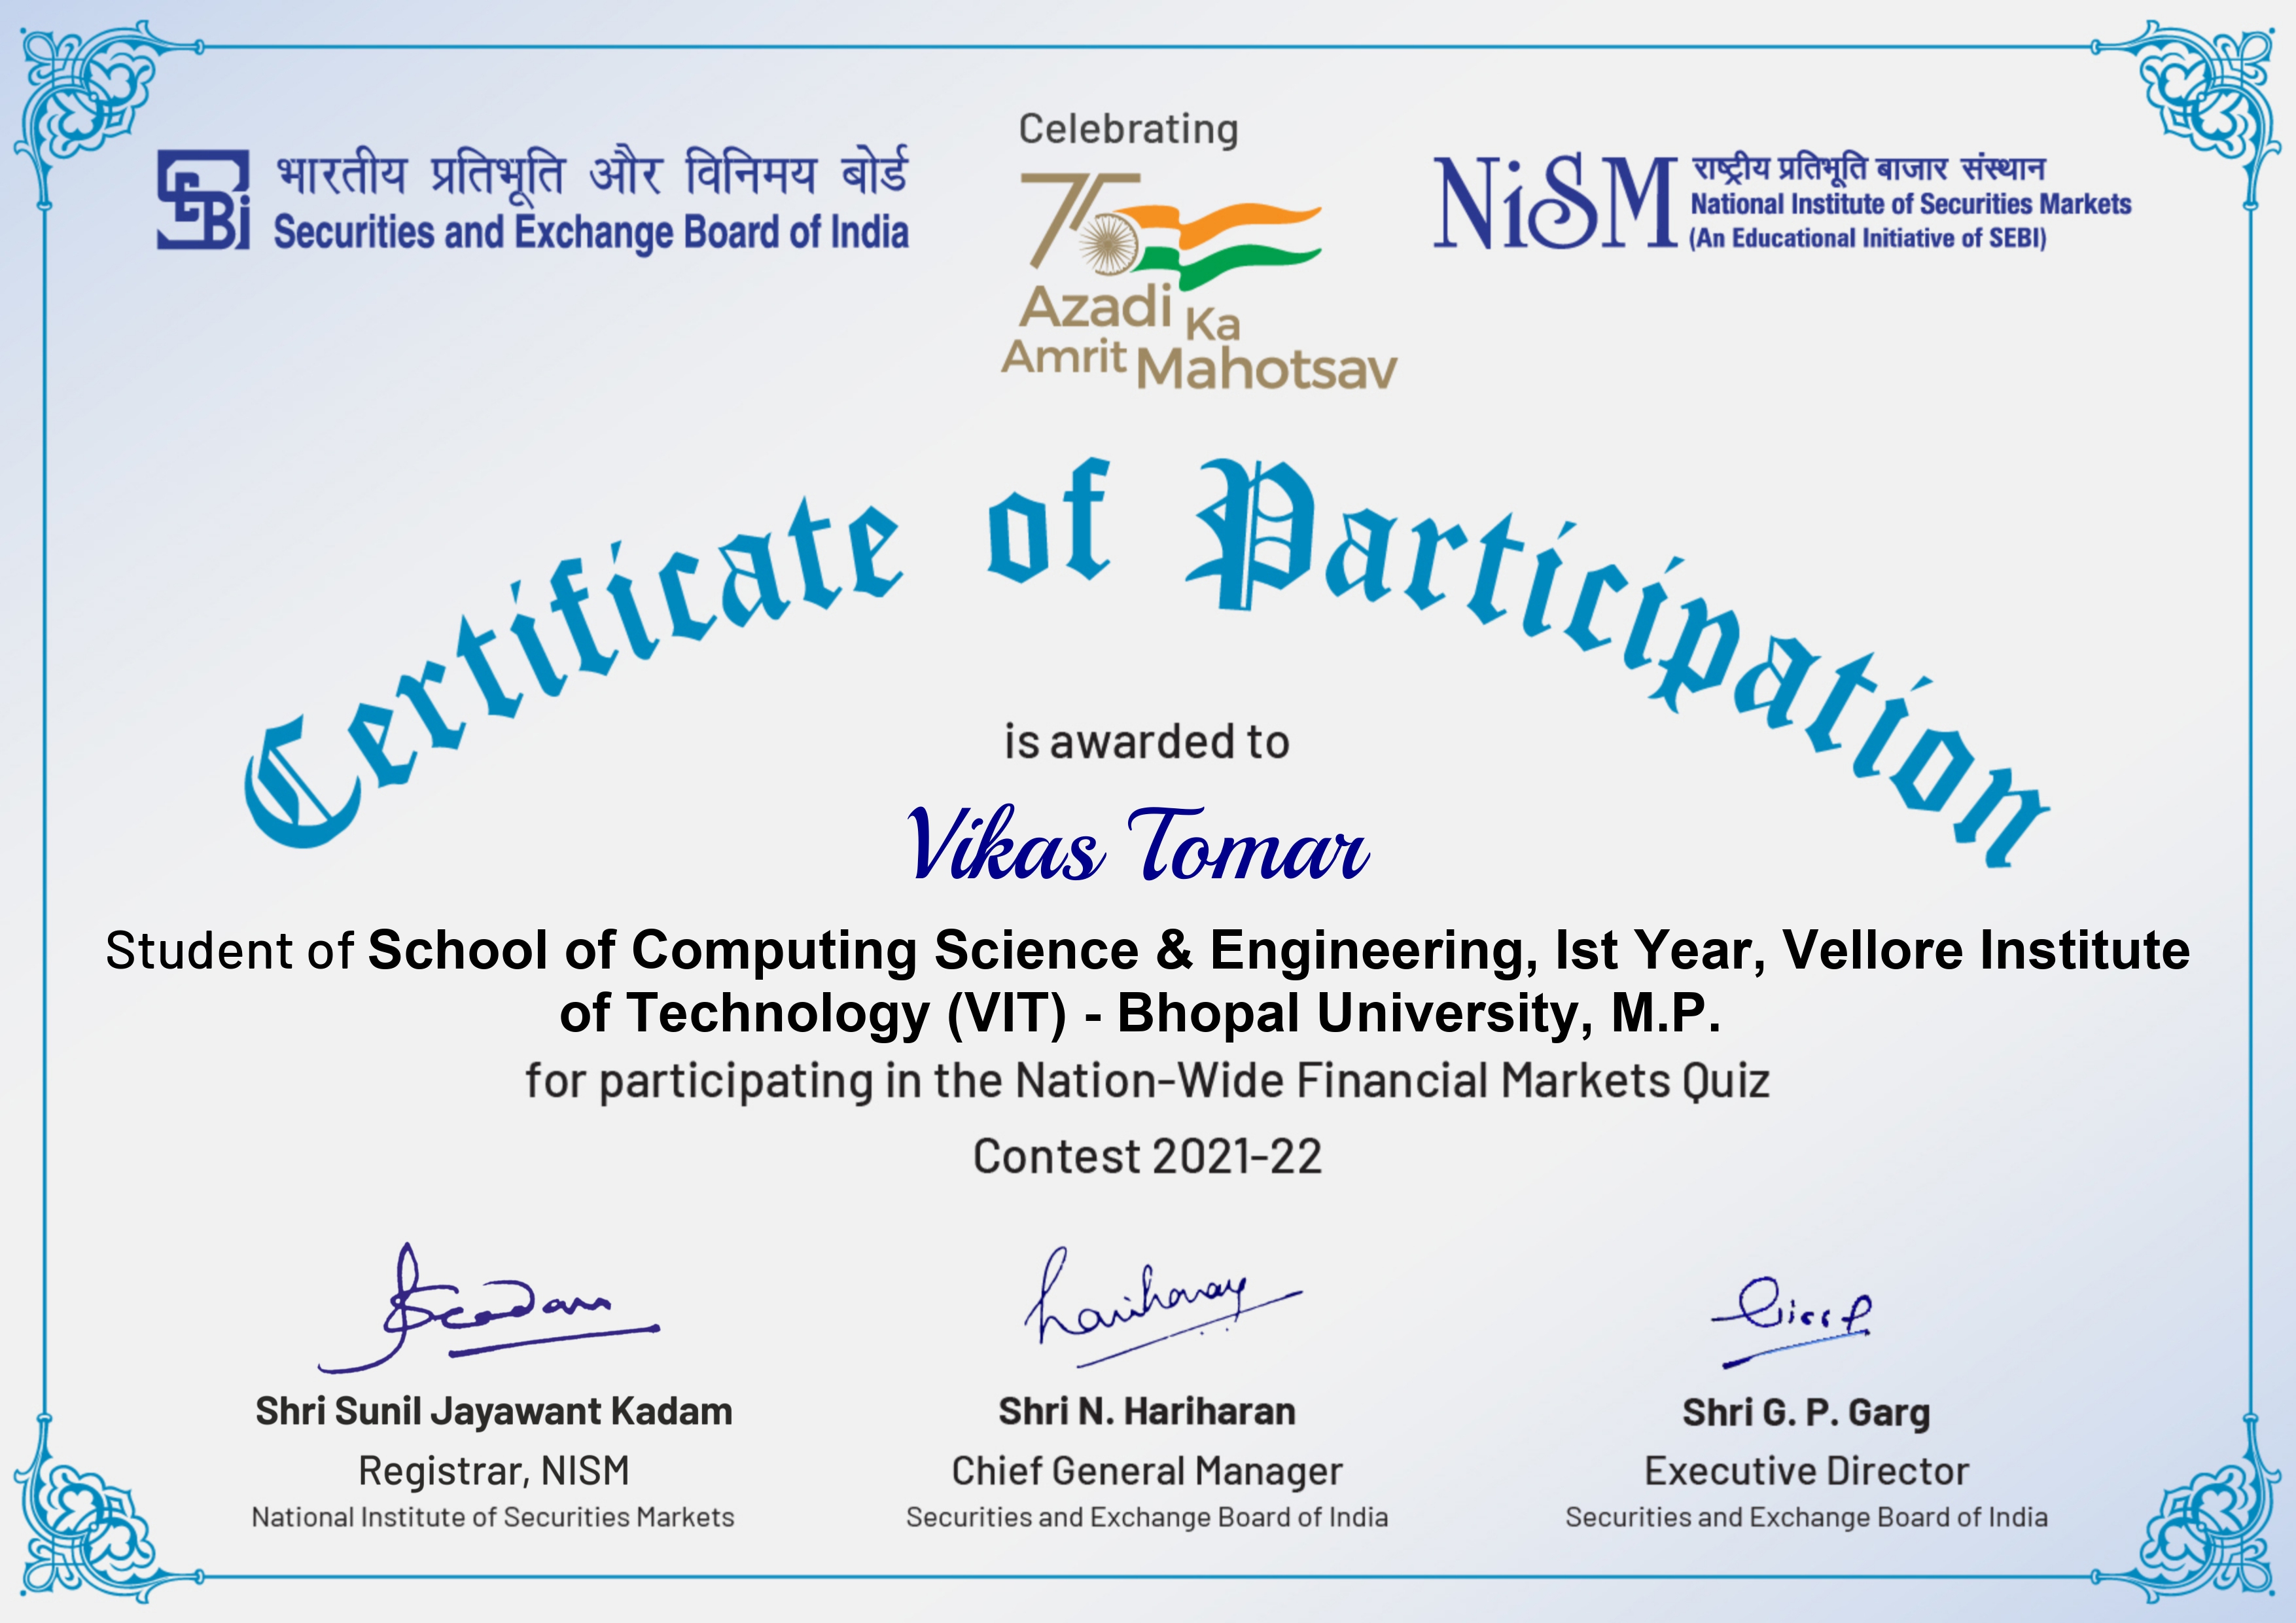 Celebrating
SEBi
भारतीय प्रतिभूति और विनिमय बोर्ड
Securities and Exchange Board of India
75
Azadi Ka
Amrit Mahotsav
NiSM
राष्ट्रीय प्रतिभूति बाजार संस्थान
National Institute of Securities Markets
(An Educational Initiative of SEBI)
Certificate of Participation
is awarded to
Vikas Tomar
Student of School of Computing Science & Engineering, Ist Year, Vellore Institute
of Technology (VIT) - Bhopal University, M.P.
for participating in the Nation-Wide Financial Markets Quiz
Contest 2021-22
Shri Sunil Jayawant Kadam
Registrar, NISM
National Institute of Securities Markets
Shri N. Hariharan
Chief General Manager
Securities and Exchange Board of India
Shri G. P. Garg
Executive Director
Securities and Exchange Board of India